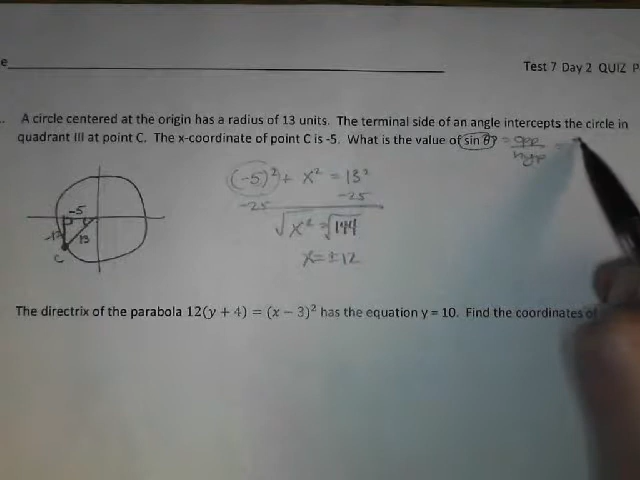 e
Test 7 Day 2 QUIZ P
A circle centered at the origin has a radius of 13 units. The terminal side of an angle intercepts the circle in
quadrant III at point C. The x-coordinate of point C is -5. What is the value of sin θ? = opp/hyp =
(-5)² + x² = 13²
-25 -25
√x² = √144
x = ±12
-5
-12 13
C
The directrix of the parabola 12(y + 4) = (x − 3)² has the equation y = 10. Find the coordinates of